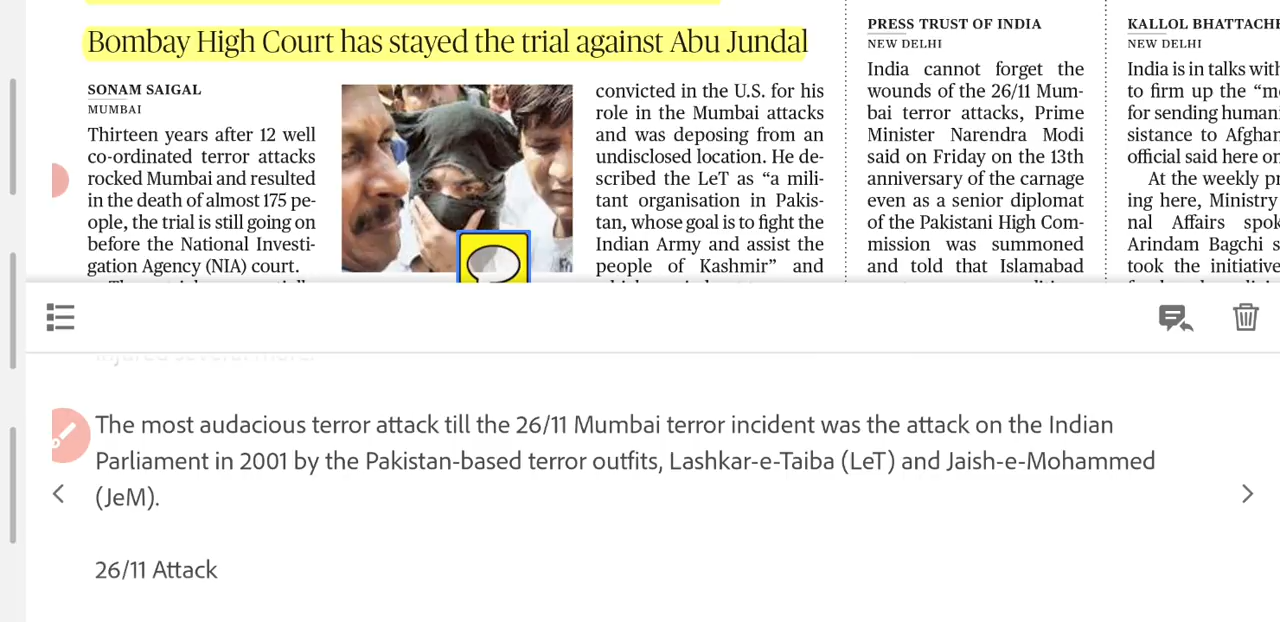 Bombay High Court has stayed the trial against Abu Jundal
SONAM SAIGAL
MUMBAI
Thirteen years after 12 well
co-ordinated terror attacks
rocked Mumbai and resulted
in the death of almost 175 pe-
ople, the trial is still going on
before the National Investi-
gation Agency (NIA) court.
convicted in the U.S. for his
role in the Mumbai attacks
and was deposing from an
undisclosed location. He de-
scribed the LeT as “a mili-
tant organisation in Pakis-
tan, whose goal is to fight the
Indian Army and assist the
people of Kashmir” and
PRESS TRUST OF INDIA
NEW DELHI
India cannot forget the
wounds of the 26/11 Mum-
bai terror attacks, Prime
Minister Narendra Modi
said on Friday on the 13th
anniversary of the carnage
even as a senior diplomat
of the Pakistani High Com-
mission was summoned
and told that Islamabad
KALLOL BHATTACHE
NEW DELHI
India is in talks with
to firm up the “m
for sending human
sistance to Afghan
official said here on
At the weekly pr
ing here, Ministry
nal Affairs spok
Arindam Bagchi s
took the initiative
The most audacious terror attack till the 26/11 Mumbai terror incident was the attack on the Indian
Parliament in 2001 by the Pakistan-based terror outfits, Lashkar-e-Taiba (LeT) and Jaish-e-Mohammed
(JeM).
26/11 Attack